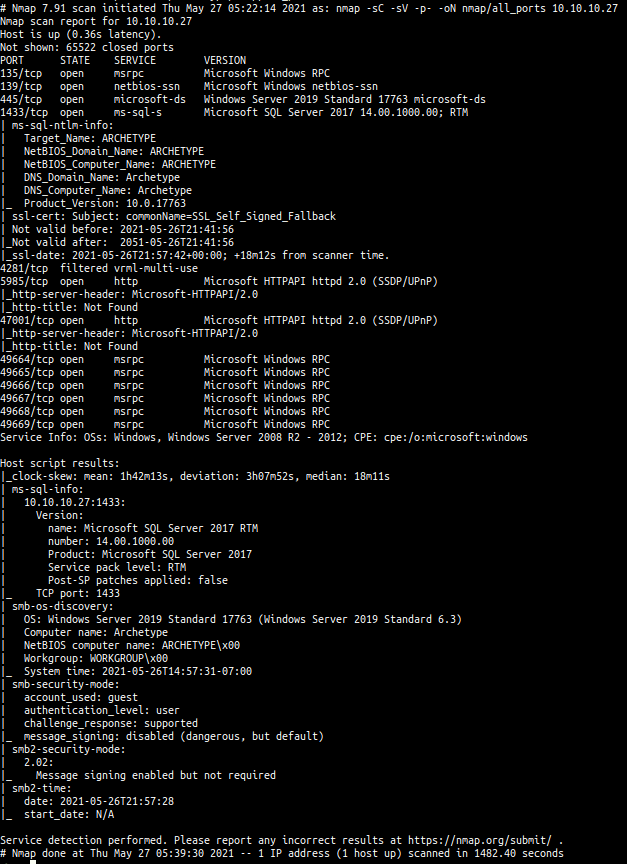 # Nmap 7.91 scan initiated Thu May 27 05:22:14 2021 as: nmap -sC -sV -p- -oN nmap/all_ports 10.10.10.27
Nmap scan report for 10.10.10.27
Host is up (0.36s latency).
Not shown: 65522 closed ports
PORT      STATE    SERVICE        VERSION
135/tcp   open     msrpc          Microsoft Windows RPC
139/tcp   open     netbios-ssn    Microsoft Windows netbios-ssn
445/tcp   open     microsoft-ds   Windows Server 2019 Standard 17763 microsoft-ds
1433/tcp  open     ms-sql-s       Microsoft SQL Server 2017 14.00.1000.00; RTM
| ms-sql-ntlm-info:
|   Target_Name: ARCHETYPE
|   NetBIOS_Domain_Name: ARCHETYPE
|   NetBIOS_Computer_Name: ARCHETYPE
|   DNS_Domain_Name: Archetype
|   DNS_Computer_Name: Archetype
|_  Product_Version: 10.0.17763
| ssl-cert: Subject: commonName=SSL_Self_Signed_Fallback
| Not valid before: 2021-05-26T21:41:56
|_Not valid after:  2051-05-26T21:41:56
|_ssl-date: 2021-05-26T21:57:42+00:00; +18m12s from scanner time.
4281/tcp  filtered vrml-multi-use
5985/tcp  open     http           Microsoft HTTPAPI httpd 2.0 (SSDP/UPnP)
|_http-server-header: Microsoft-HTTPAPI/2.0
|_http-title: Not Found
47001/tcp open     http           Microsoft HTTPAPI httpd 2.0 (SSDP/UPnP)
|_http-server-header: Microsoft-HTTPAPI/2.0
|_http-title: Not Found
49664/tcp open     msrpc          Microsoft Windows RPC
49665/tcp open     msrpc          Microsoft Windows RPC
49666/tcp open     msrpc          Microsoft Windows RPC
49667/tcp open     msrpc          Microsoft Windows RPC
49668/tcp open     msrpc          Microsoft Windows RPC
49669/tcp open     msrpc          Microsoft Windows RPC
Service Info: OSs: Windows, Windows Server 2008 R2 - 2012; CPE: cpe:/o:microsoft:windows

Host script results:
|_clock-skew: mean: 1h42m13s, deviation: 3h07m52s, median: 18m11s
| ms-sql-info:
|   10.10.10.27:1433:
|     Version:
|       name: Microsoft SQL Server 2017 RTM
|       number: 14.00.1000.00
|       Product: Microsoft SQL Server 2017
|       Service pack level: RTM
|       Post-SP patches applied: false
|_    TCP port: 1433
| smb-os-discovery:
|   OS: Windows Server 2019 Standard 17763 (Windows Server 2019 Standard 6.3)
|   Computer name: Archetype
|   NetBIOS computer name: ARCHETYPE\x00
|   Workgroup: WORKGROUP\x00
|_  System time: 2021-05-26T14:57:31-07:00
| smb-security-mode:
|   account_used: guest
|   authentication_level: user
|   challenge_response: supported
|_  message_signing: disabled (dangerous, but default)
| smb2-security-mode:
|   2.02:
|_    Message signing enabled but not required
| smb2-time:
|   date: 2021-05-26T21:57:28
|_  start_date: N/A

Service detection performed. Please report any incorrect results at https://nmap.org/submit/ .
# Nmap done at Thu May 27 05:39:30 2021 -- 1 IP address (1 host up) scanned in 1482.40 seconds